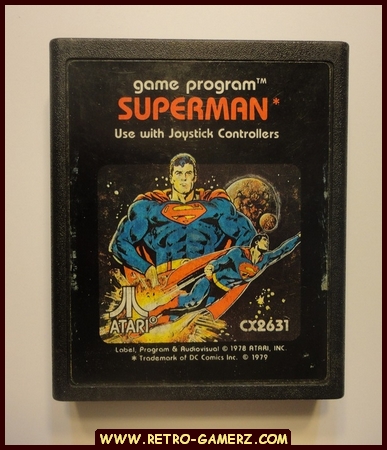 game program™
SUPERMAN*
Use with Joystick Controllers
ATARI®
CX2631
Label, Program & Audiovisual © 1978 ATARI, INC.
* Trademark of DC Comics Inc. © 1979
WWW.RETRO-GAMERZ.COM